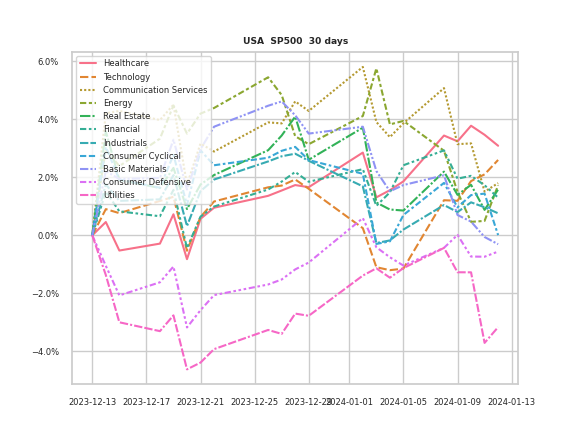 USA SP500 30 days
6.0%
4.0%
2.0%
0.0%
−2.0%
−4.0%
Healthcare
Technology
Communication Services
Energy
Real Estate
Financial
Industrials
Consumer Cyclical
Basic Materials
Consumer Defensive
Utilities
2023-12-13 2023-12-17 2023-12-21 2023-12-25 2023-12-29 2024-01-01 2024-01-05 2024-01-09 2024-01-13